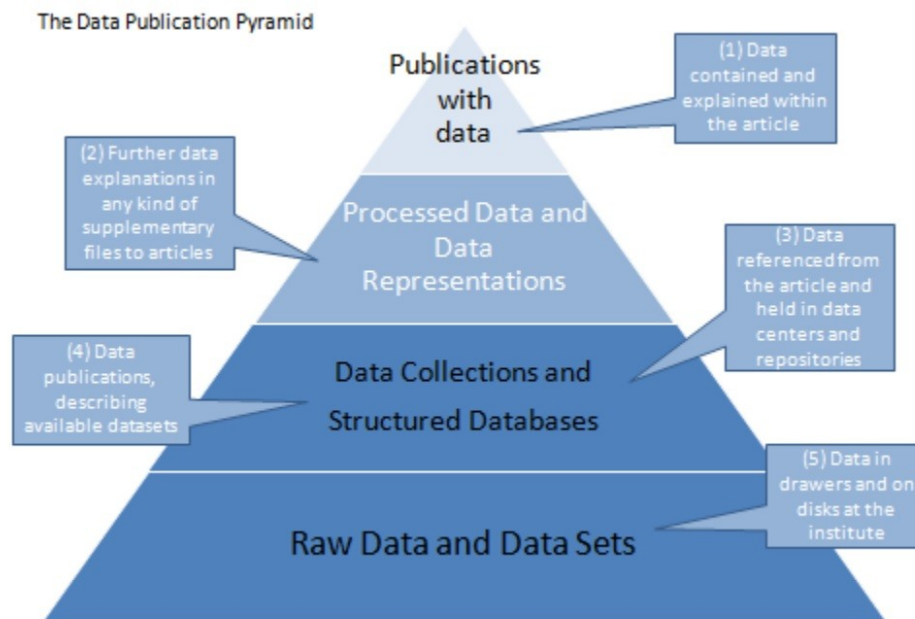 The Data Publication Pyramid
Publications
with
data
(1) Data
contained and
explained within
the article
(2) Further data
explanations in
any kind of
supplementary
files to articles
Processed Data and
Data
Representations
(3) Data
referenced from
the article and
held in data
centers and
repositories
(4) Data
publications,
describing
available datasets
Data Collections and
Structured Databases
(5) Data in
drawers and on
disks at the
institute
Raw Data and Data Sets